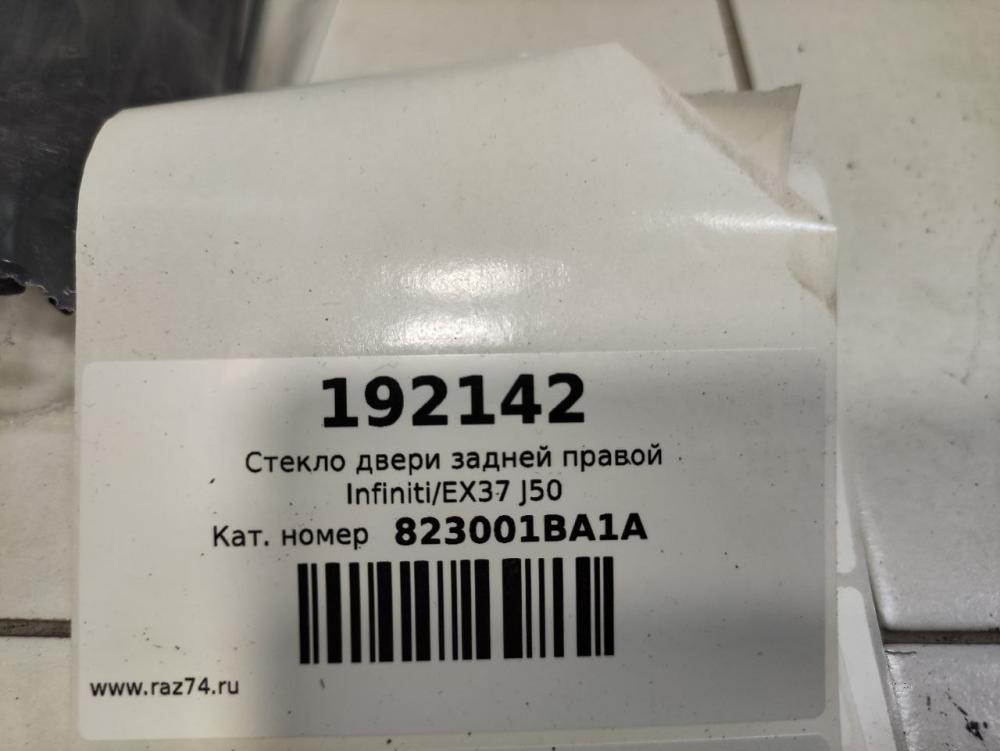 192142
Стекло двери задней правой
Infiniti/EX37 J50
Кат. номер 823001BA1A
www.raz74.ru